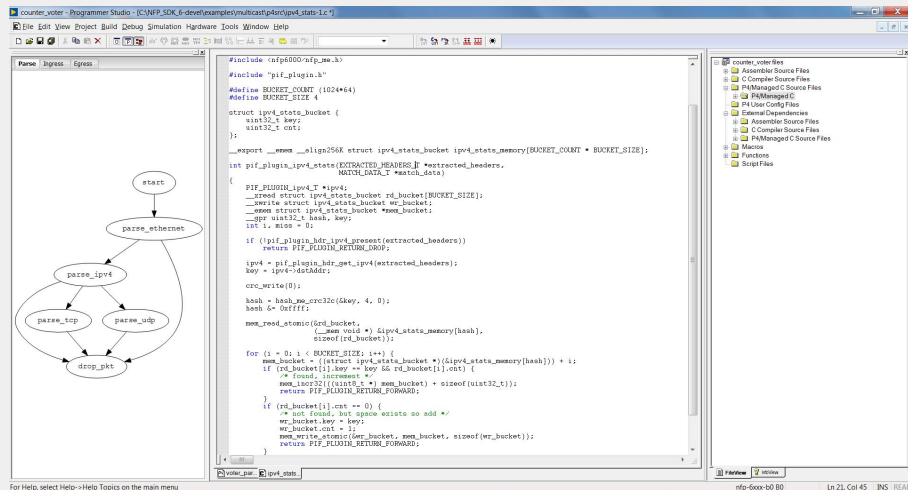 counter_voter - Programmer Studio - [C:\NFP_SDK_6-devel\examples\multicast\p4src\ipv4_stats-1.c *]
File Edit View Project Build Debug Simulation Hardware Tools Window Help
Parse Ingress Egress
start
parse_ethernet
parse_ipv4
parse_tcp
parse_udp
drop_pkt
#include <nfp6000/nfp_me.h>
#include "pif_plugin.h"
#define BUCKET_COUNT (1024*64)
#define BUCKET_SIZE 4
struct ipv4_stats_bucket {
uint32_t key;
uint32_t cnt;
};
__export __emem __align256K struct ipv4_stats_bucket ipv4_stats_memory[BUCKET_COUNT * BUCKET_SIZE];
int pif_plugin_ipv4_stats(EXTRACTED_HEADERS_T *extracted_headers,
MATCH_DATA_T *match_data)
{
PIF_PLUGIN_ipv4_T *ipv4;
__xread struct ipv4_stats_bucket rd_bucket[BUCKET_SIZE];
__xwrite struct ipv4_stats_bucket wr_bucket;
__emem struct ipv4_stats_bucket *mem_bucket;
__gpr uint32_t hash, key;
int i, miss = 0;
if (!pif_plugin_hdr_ipv4_present(extracted_headers))
return PIF_PLUGIN_RETURN_DROP;
ipv4 = pif_plugin_hdr_get_ipv4(extracted_headers);
key = ipv4->dstAddr;
crc_write(0);
hash = hash_me_crc32c(&key, 4, 0);
hash &= 0xffff;
mem_read_atomic(&rd_bucket,
(__mem void *) &ipv4_stats_memory[hash],
sizeof(rd_bucket));
for (i = 0; i < BUCKET_SIZE; i++) {
mem_bucket = ((struct ipv4_stats_bucket *)(&ipv4_stats_memory[hash])) + i;
if (rd_bucket[i].key == key && rd_bucket[i].cnt) {
/* found, increment */
mem_incr32(((uint8_t *) mem_bucket) + sizeof(uint32_t));
return PIF_PLUGIN_RETURN_FORWARD;
}
if (rd_bucket[i].cnt == 0) {
/* not found, but space exists so add */
wr_bucket.key = key;
wr_bucket.cnt = 1;
mem_write_atomic(&wr_bucket, mem_bucket, sizeof(wr_bucket));
return PIF_PLUGIN_RETURN_FORWARD;
}
voter_par... ipv4_stats...
counter_voter files
Assembler Source Files
C Compiler Source Files
P4/Managed C Source Files
P4/Managed C
P4 User Config Files
External Dependencies
Assembler Source Files
C Compiler Source Files
P4/Managed C Source Files
Macros
Functions
Script Files
FileView InfoView
For Help, select Help->Help Topics on the main menu
nfp-6xxx-b0 B0 Ln 21, Col 45 INS READ